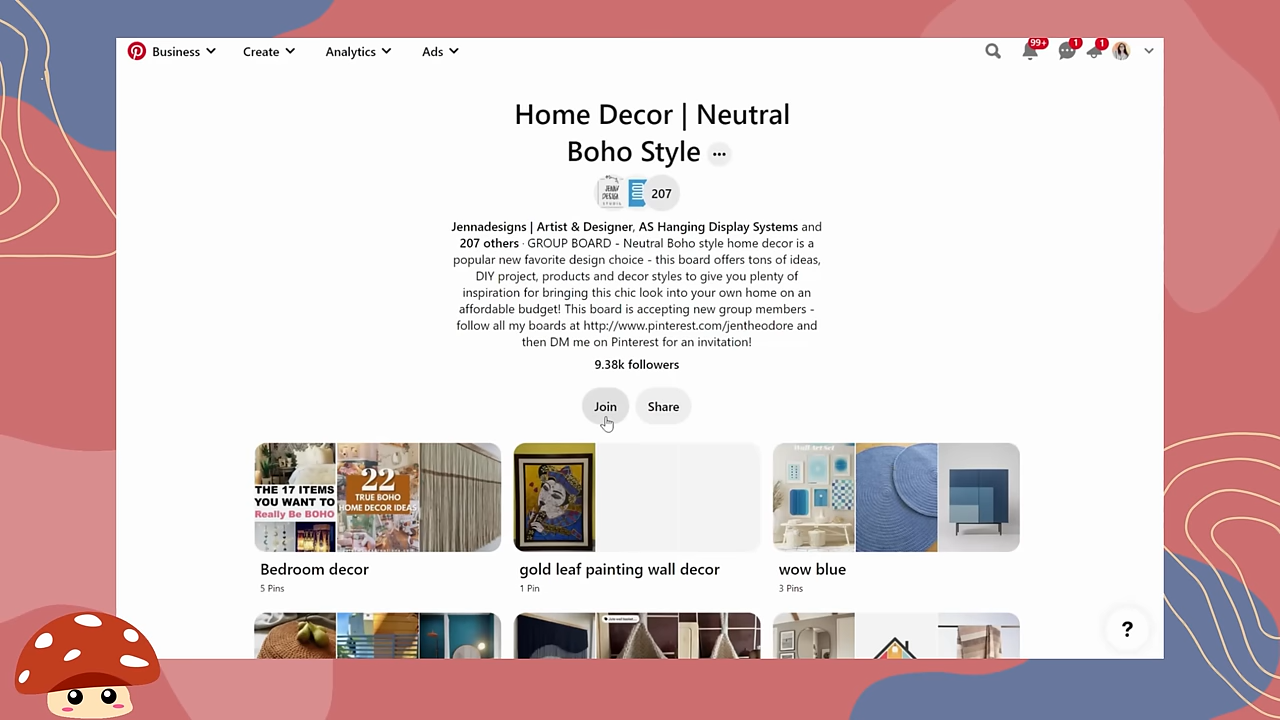 Business
Create
Analytics
Ads
99+
1
1
Home Decor | Neutral
Boho Style
JENNA
DESIGN
STUDIO
207
Jennadesigns | Artist & Designer, AS Hanging Display Systems and
207 others · GROUP BOARD - Neutral Boho style home decor is a
popular new favorite design choice - this board offers tons of ideas,
DIY project, products and decor styles to give you plenty of
inspiration for bringing this chic look into your own home on an
affordable budget! This board is accepting new group members -
follow all my boards at http://www.pinterest.com/jentheodore and
then DM me on Pinterest for an invitation!
9.38k followers
Join
Share
THE 17 ITEMS
YOU WANT TO
Really Be BOHO
22
TRUE BOHO
HOME DECOR IDEAS
Wall Art Set
Bedroom decor
5 Pins
gold leaf painting wall decor
1 Pin
wow blue
3 Pins
?